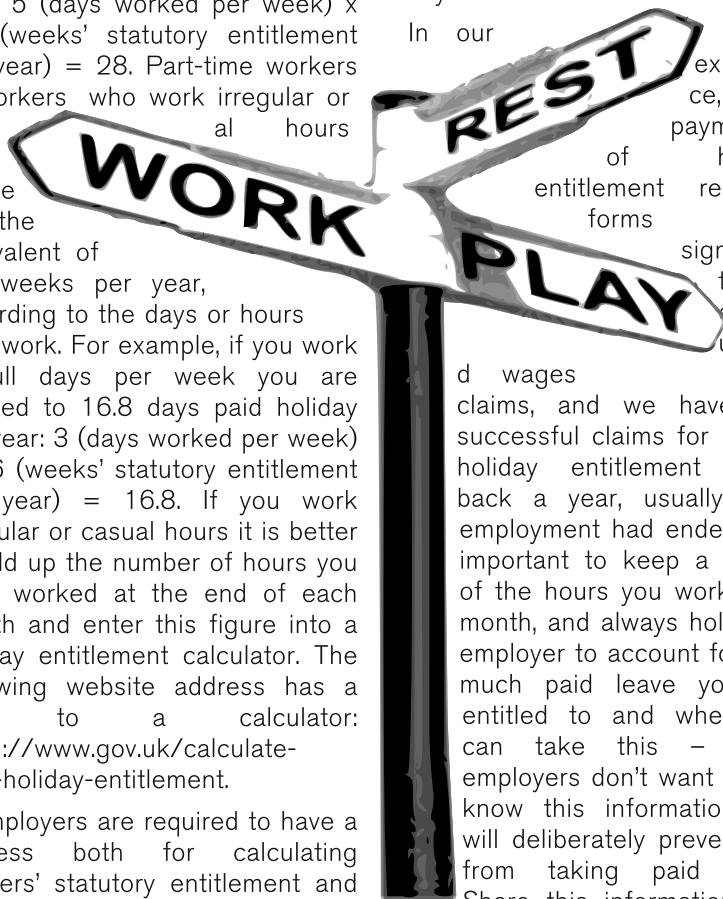 5 (days worked per week) x
(weeks' statutory entitlement
year) = 28. Part-time workers
workers who work irregular or
al hours
the
valent of
weeks per year,
rding to the days or hours
work. For example, if you work
ull days per week you are
ed to 16.8 days paid holiday
year: 3 (days worked per week)
6 (weeks' statutory entitlement
year) = 16.8. If you work
ular or casual hours it is better
ld up the number of hours you
worked at the end of each
th and enter this figure into a
ay entitlement calculator. The
wing website address has a
to a calculator:
://www.gov.uk/calculate-
-holiday-entitlement.
mployers are required to have a
ess both for calculating
ers' statutory entitlement and
WORK
REST
PLAY
In our
ex
ce,
paym
of h
entitlement re
forms
sign
d wages
claims, and we have
successful claims for
holiday entitlement
back a year, usually
employment had ende
important to keep a
of the hours you work
month, and always hol
employer to account fo
much paid leave yo
entitled to and whe
can take this –
employers don't want
know this informatio
will deliberately preve
from taking paid
Share this information